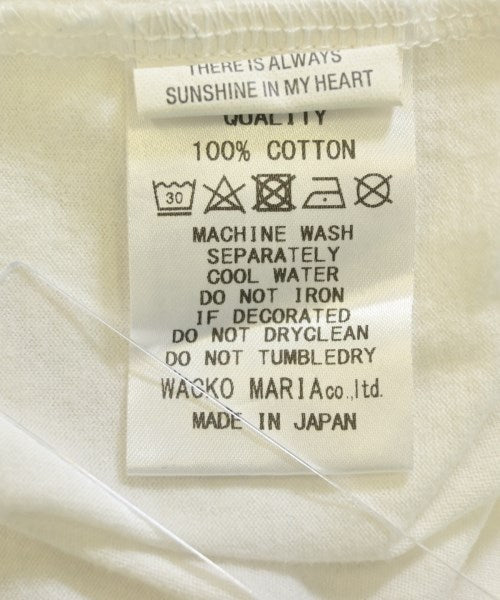 THERE IS ALWAYS
SUNSHINE IN MY HEART
QUALITY
100% COTTON
30
MACHINE WASH
SEPARATELY
COOL WATER
DO NOT IRON
IF DECORATED
DO NOT DRYCLEAN
DO NOT TUMBLEDRY
WACKO MARIA co.,ltd.
MADE IN JAPAN